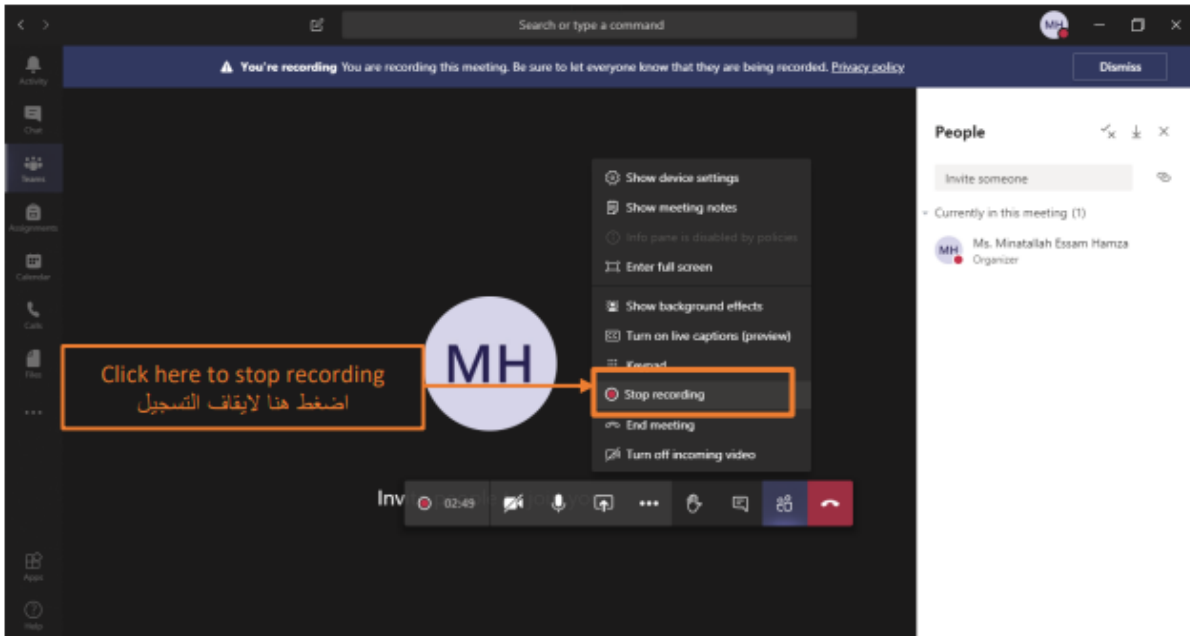 Search or type a command
MH
Activity
⚠ You're recording You are recording this meeting. Be sure to let everyone know that they are being recorded. Privacy policy
Dismiss
Chat
Teams
Assignments
Calendar
Calls
Files
People
Invite someone
Currently in this meeting (1)
MH
Ms. Minatallah Essam Hamza
Organizer
Show device settings
Show meeting notes
Info pane is disabled by policies
Enter full screen
Show background effects
CC Turn on live captions (preview)
Keypad
Stop recording
End meeting
Turn off incoming video
MH
Click here to stop recording
اضغط هنا لايقاف التسجيل
Inv
02:49
Apps
Help